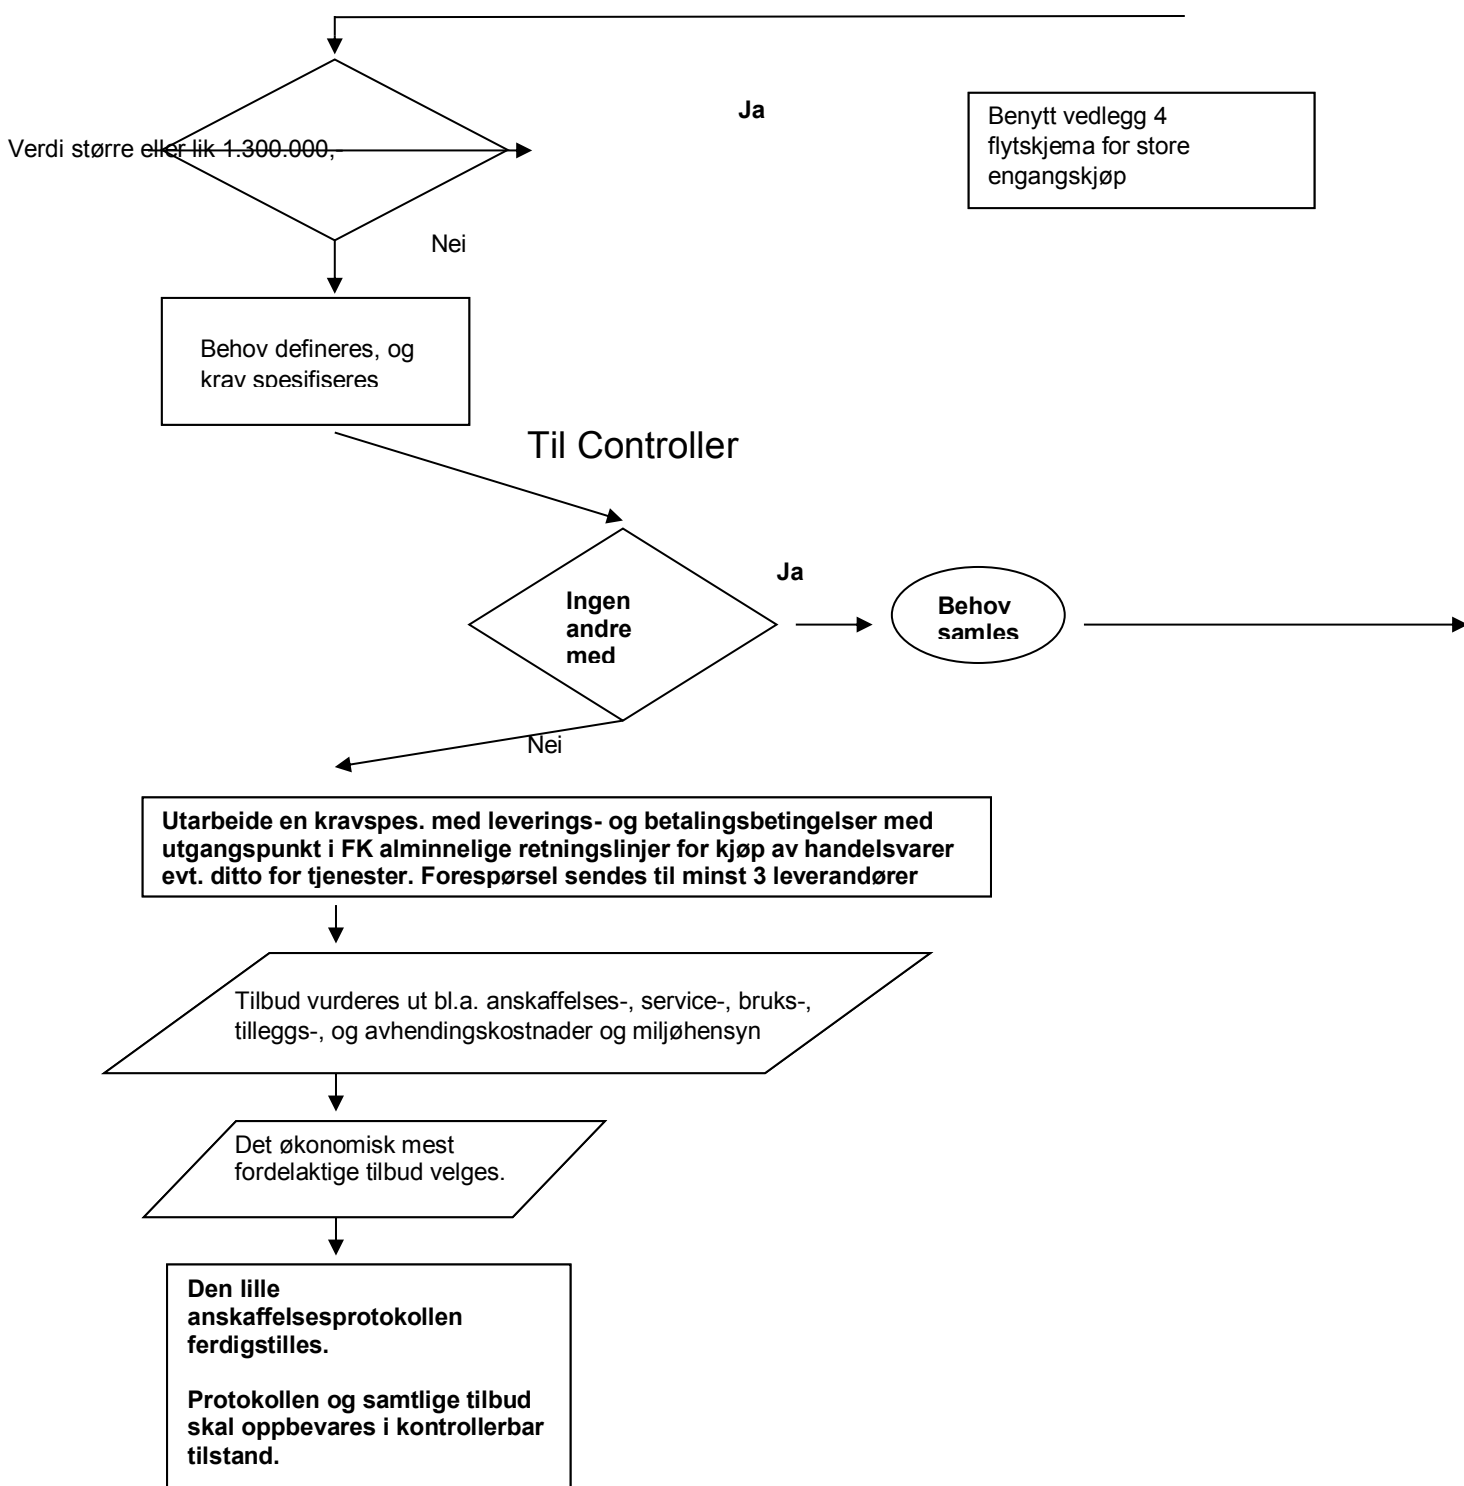 Ja
Benytt vedlegg 4
flytskjema for store
engangskjøp
Verdi større eller lik 1.300.000,-
Nei
Behov defineres, og
krav spesifiseres
Til Controller
Ja
Ingen
andre
med
Behov
samles
Nei
Utarbeide en kravspes. med leverings- og betalingsbetingelser med
utgangspunkt i FK alminnelige retningslinjer for kjøp av handelsvarer
evt. ditto for tjenester. Forespørsel sendes til minst 3 leverandører
Tilbud vurderes ut bl.a. anskaffelses-, service-, bruks-,
tilleggs-, og avhendingskostnader og miljøhensyn
Det økonomisk mest
fordelaktige tilbud velges.
Den lille
anskaffelsesprotokollen
ferdigstilles.
Protokollen og samtlige tilbud
skal oppbevares i kontrollerbar
tilstand.